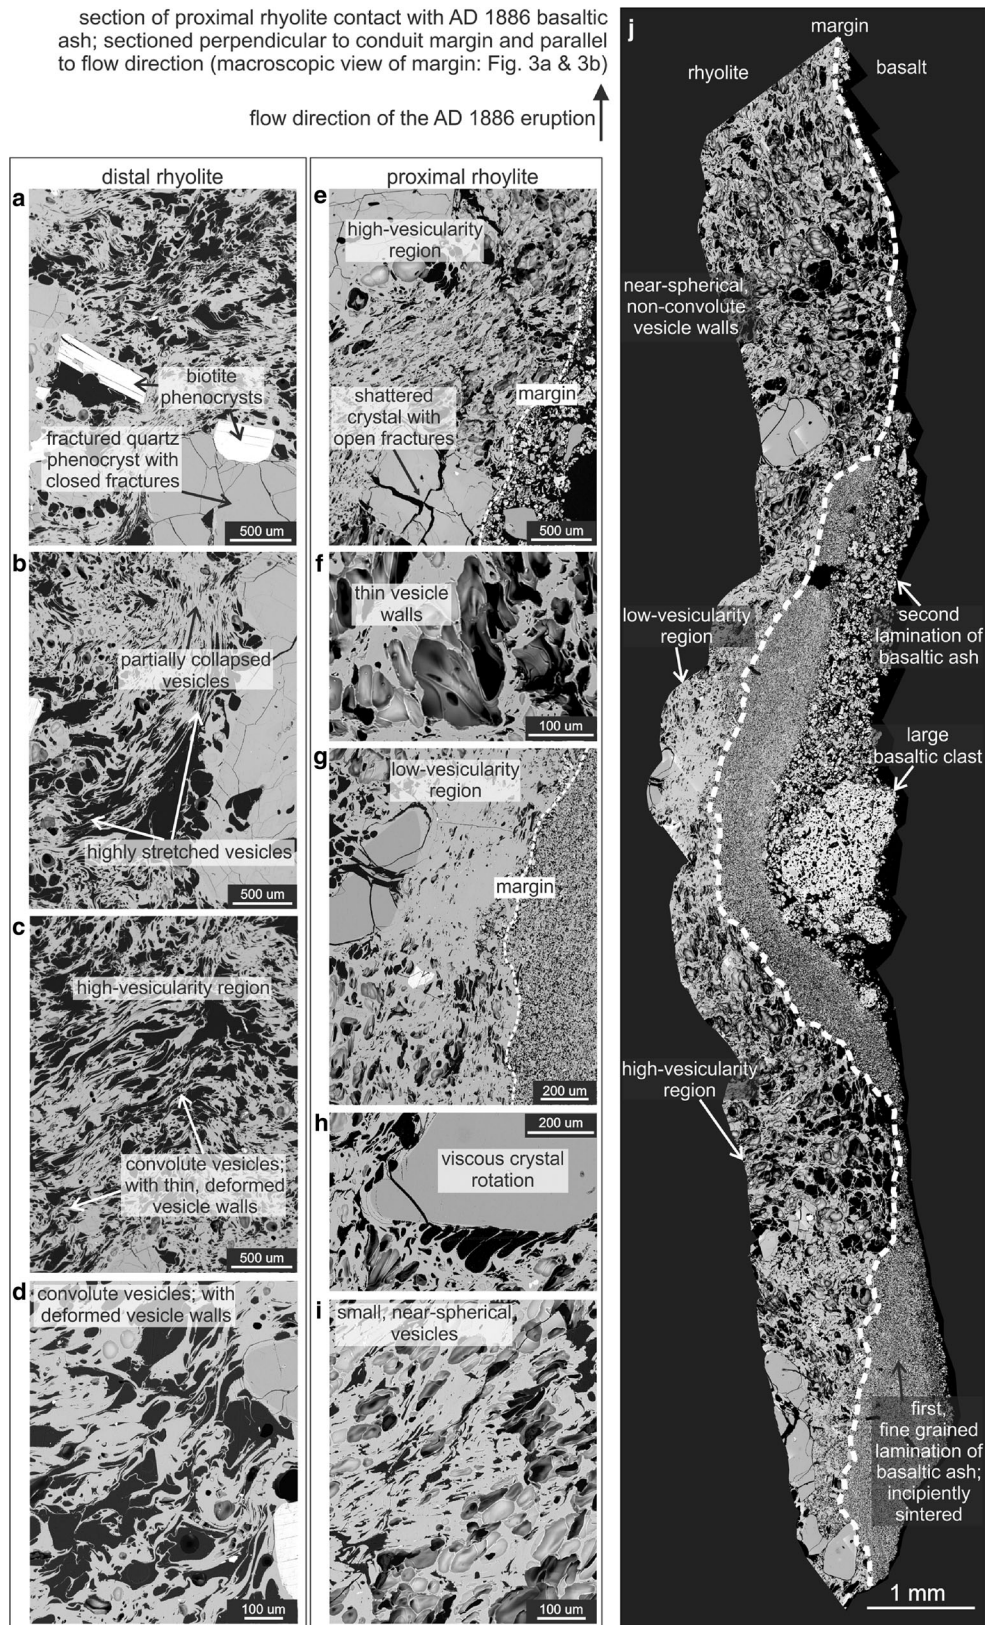 section of proximal rhyolite contact with AD 1886 basaltic
ash; sectioned perpendicular to conduit margin and parallel
to flow direction (macroscopic view of margin: Fig. 3a & 3b)
flow direction of the AD 1886 eruption
distal rhyolite
a
biotite
phenocrysts
fractured quartz
phenocryst with
closed fractures
500 um
b
partially collapsed
vesicles
highly stretched vesicles
500 um
c
high-vesicularity region
convolute vesicles;
with thin, deformed
vesicle walls
500 um
d
convolute vesicles; with
deformed vesicle walls
100 um
proximal rhoylite
e
high-vesicularity
region
shattered
crystal with
open fractures
margin
500 um
f
thin vesicle
walls
100 um
g
low-vesicularity
region
margin
200 um
h
200 um
viscous crystal
rotation
i
small, near-spherical,
vesicles
100 um
j
margin
rhyolite
basalt
near-spherical,
non-convolute
vesicle walls
low-vesicularity
region
second
lamination of
basaltic ash
large
basaltic clast
high-vesicularity
region
first,
fine grained
lamination of
basaltic ash;
incipiently
sintered
1 mm